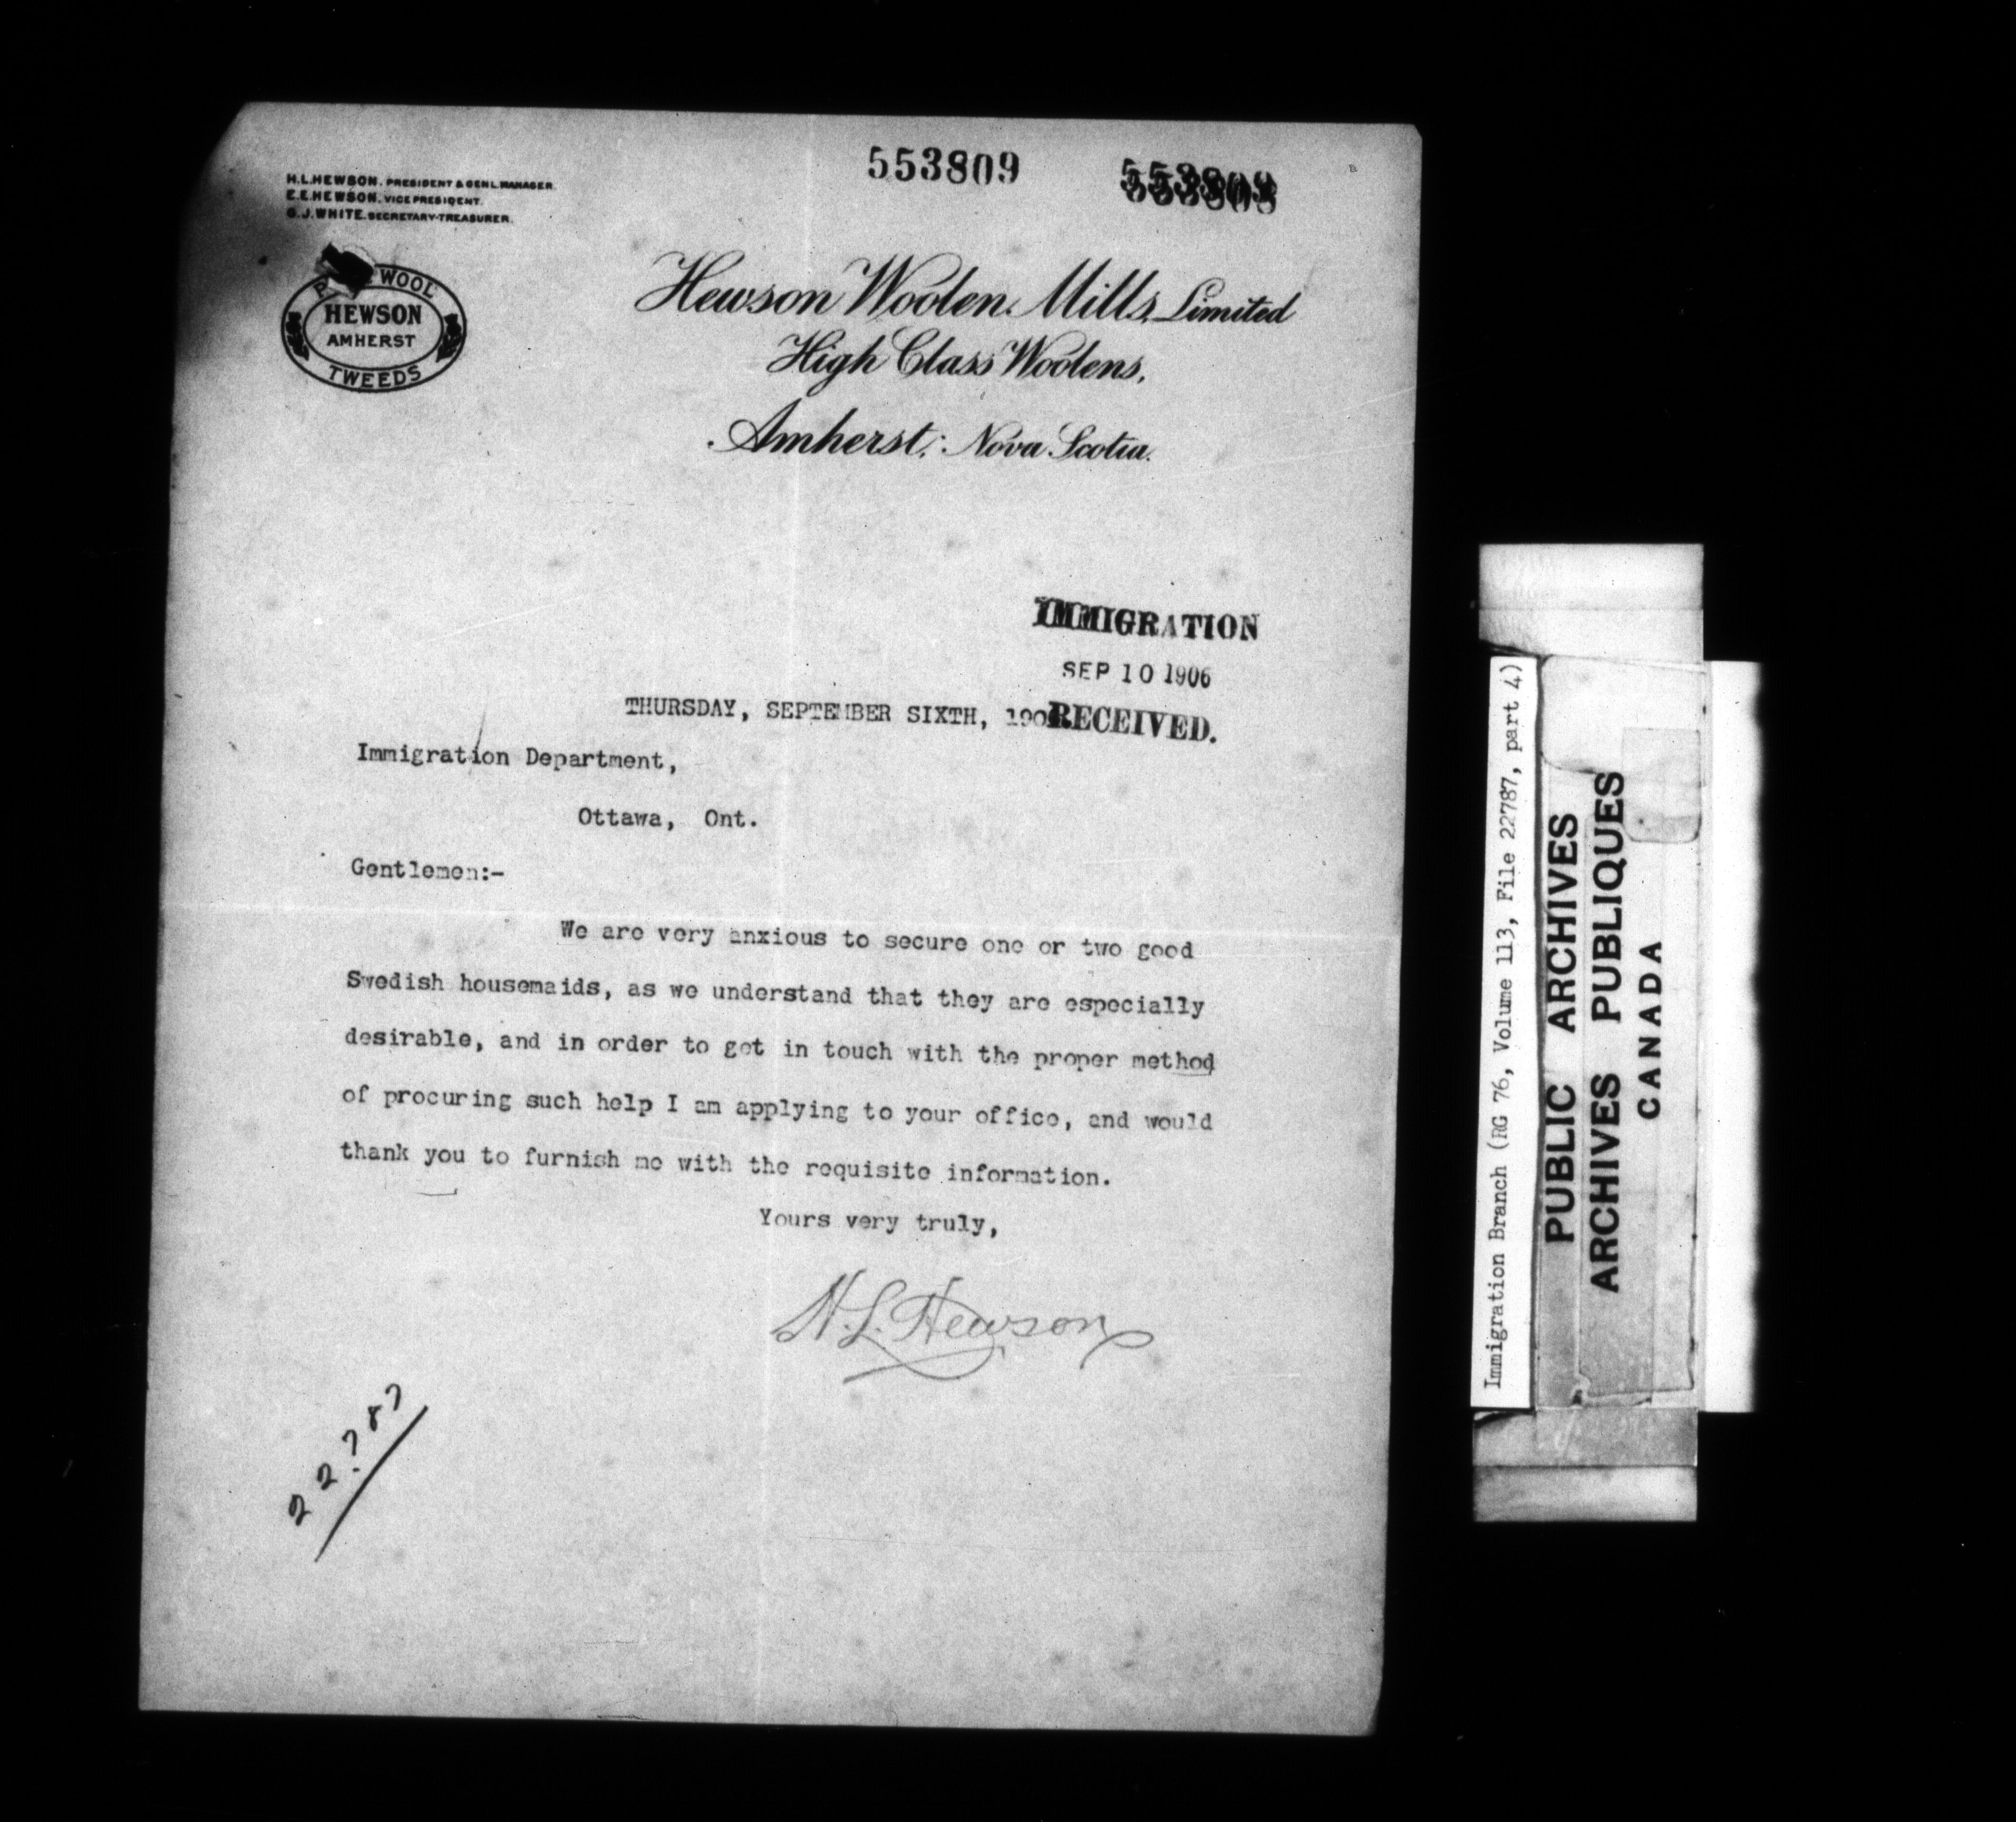 553809
H.L.HEWSON. PRESIDENT & GENL. MANAGER.
E.E.HEWSON. VICE PRESIDENT.
G.J.WHITE. SECRETARY-TREASURER.
WOOL
HEWSON
AMHERST
TWEEDS
Hewson Woolen Mills, Limited
High Class Woolens,
Amherst, Nova Scotia.
IMMIGRATION
SEP 10 1906
RECEIVED.
THURSDAY, SEPTEMBER SIXTH,
Immigration Department,
Ottawa, Ont.
Gentlemen:-
We are very anxious to secure one or two good
Swedish housemaids, as we understand that they are especially
desirable, and in order to get in touch with the proper method
of procuring such help I am applying to your office, and would
thank you to furnish me with the requisite information.
Yours very truly,
H.L. Hewson
22787
Immigration Branch (RG 76, Volume 113, File 22787, part 4)
PUBLIC ARCHIVES
ARCHIVES PUBLIQUES
CANADA